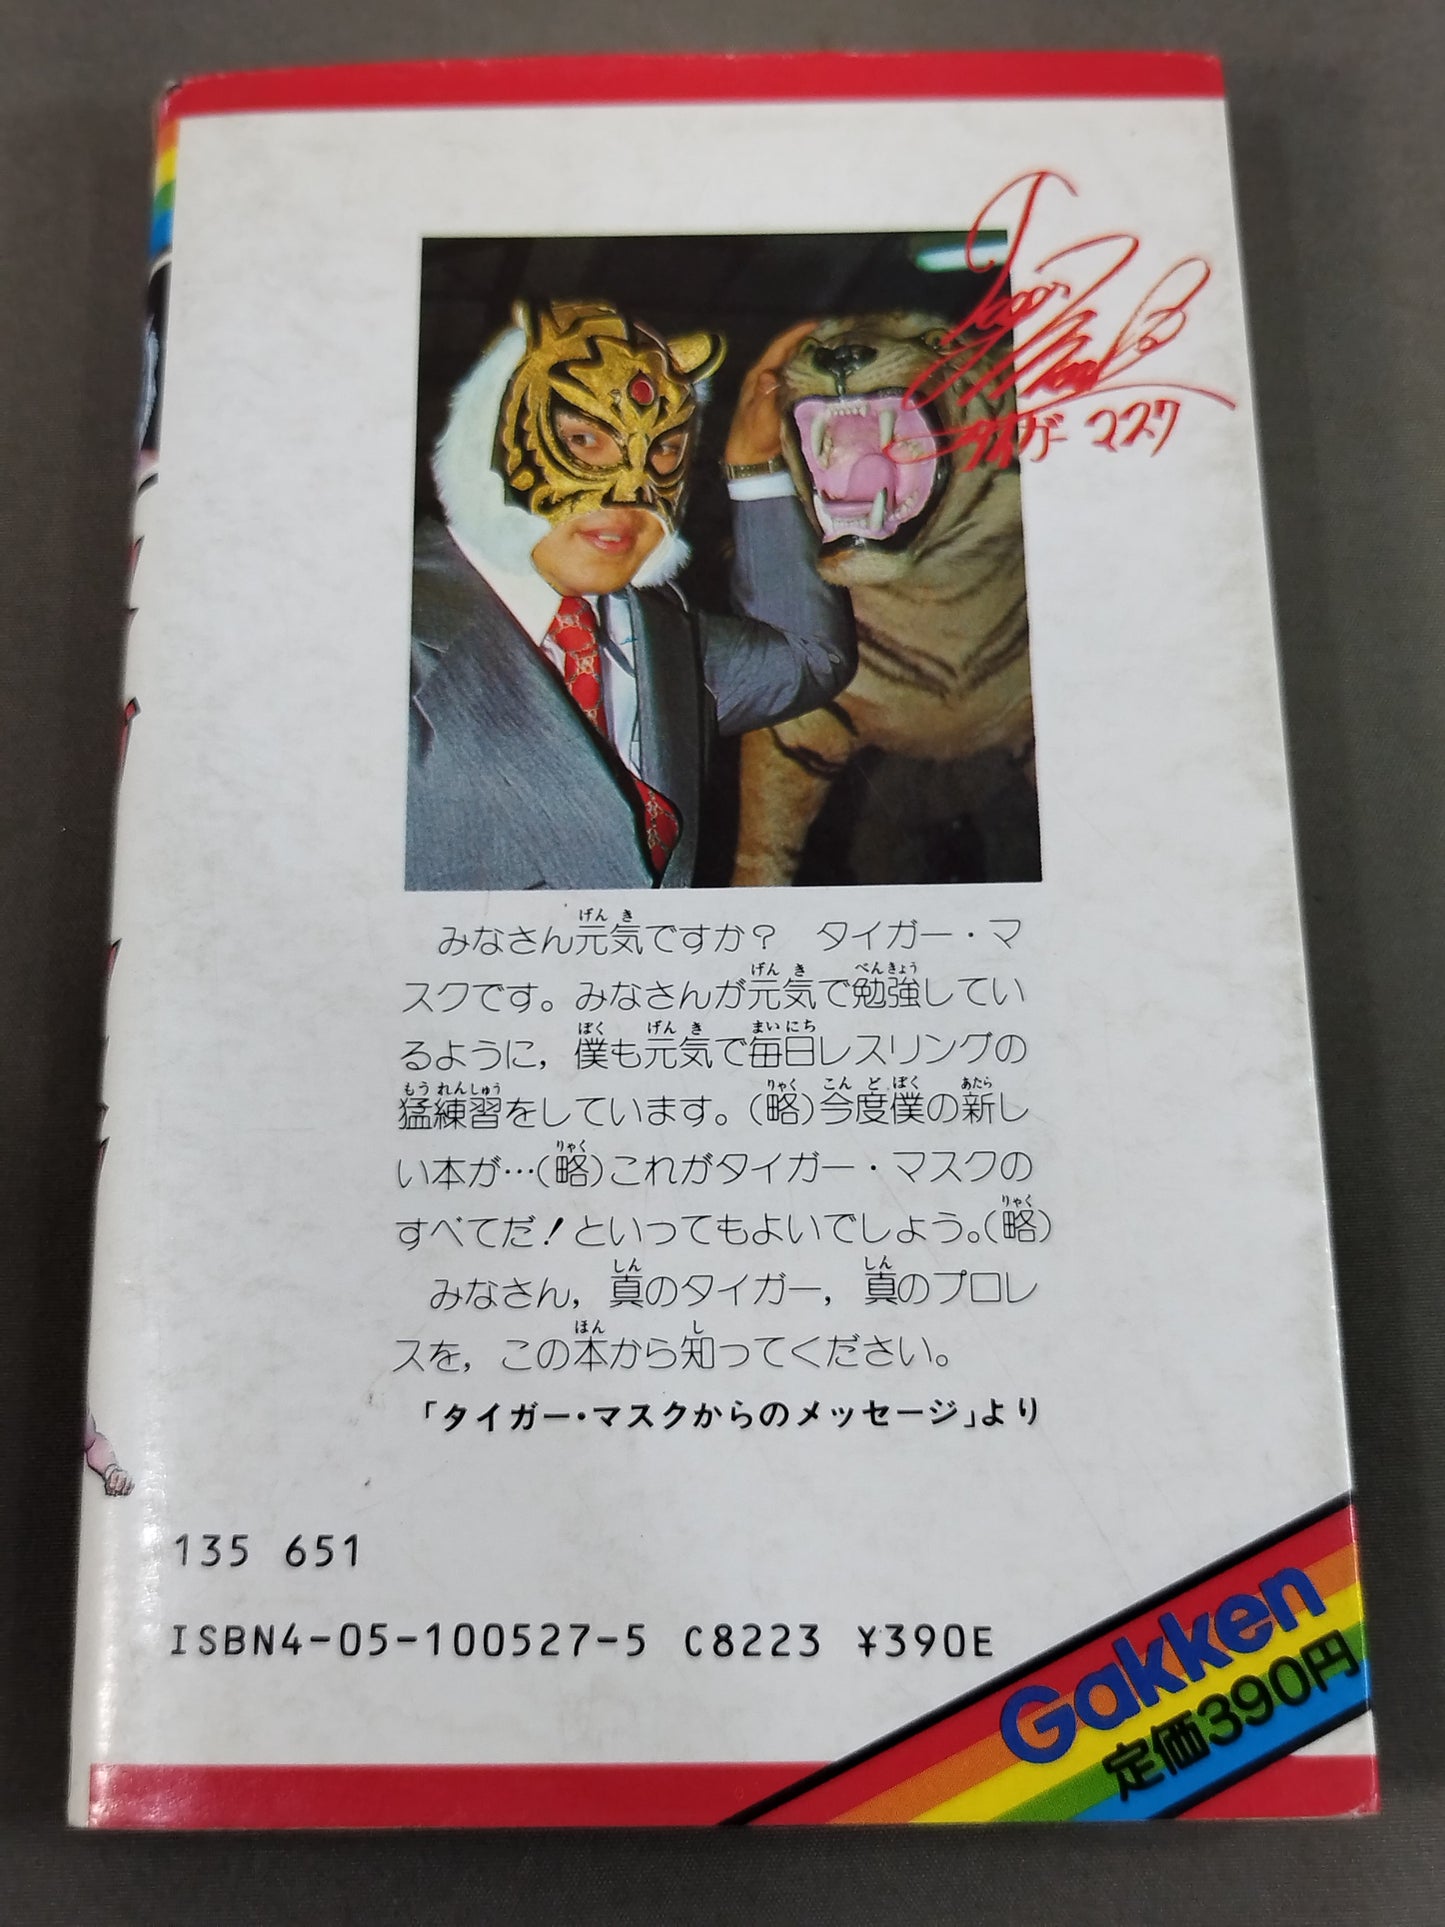 Tiger Mask
タイガーマスク
みなさん元気ですか？　タイガー・マ
スクです。みなさんが元気で勉強してい
るように，僕も元気で毎日レスリングの
猛練習をしています。(略)今度僕の新し
い本が…(略)これがタイガー・マスクの
すべてだ！といってもよいでしょう。(略)
みなさん，真のタイガー，真のプロレ
スを，この本から知ってください。
「タイガー・マスクからのメッセージ」より
135 651
ISBN4-05-100527-5 C8223 ¥390E
Gakken
定価390円